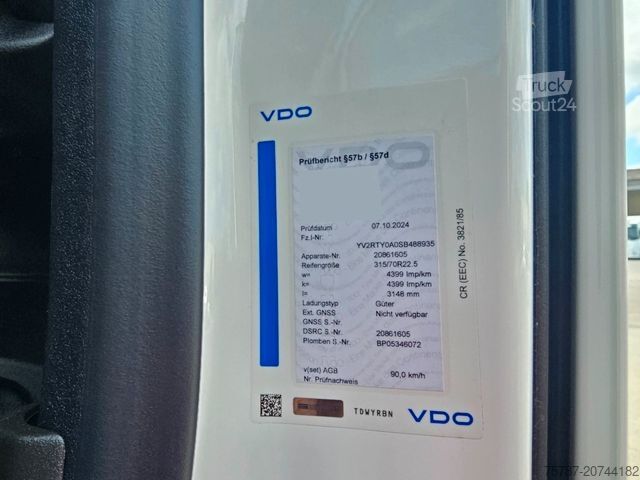 Truck
Scout24
VDO
VDO
Prüfbericht §57b / §57d
Prüfdatum 07.10.2024
Fz.I-Nr: YV2RTY0A0SB488935
Apparate-Nr: 20861605
Reifengröße 315/70R22.5
w= 4399 Imp/km
k= 4399 Imp/km
l= 3148 mm
Ladungstyp Güter
Ext. GNSS Nicht verfügbar
GNSS S.-Nr.
DSRC S.-Nr. 20861605
Plomben S.-Nr. BP05346072
v(set) AGB 90,0 km/h
Nr. Prüfnachweis
CR (EEC) No. 3821/85
TDWYRBN VDO
75787-20744182